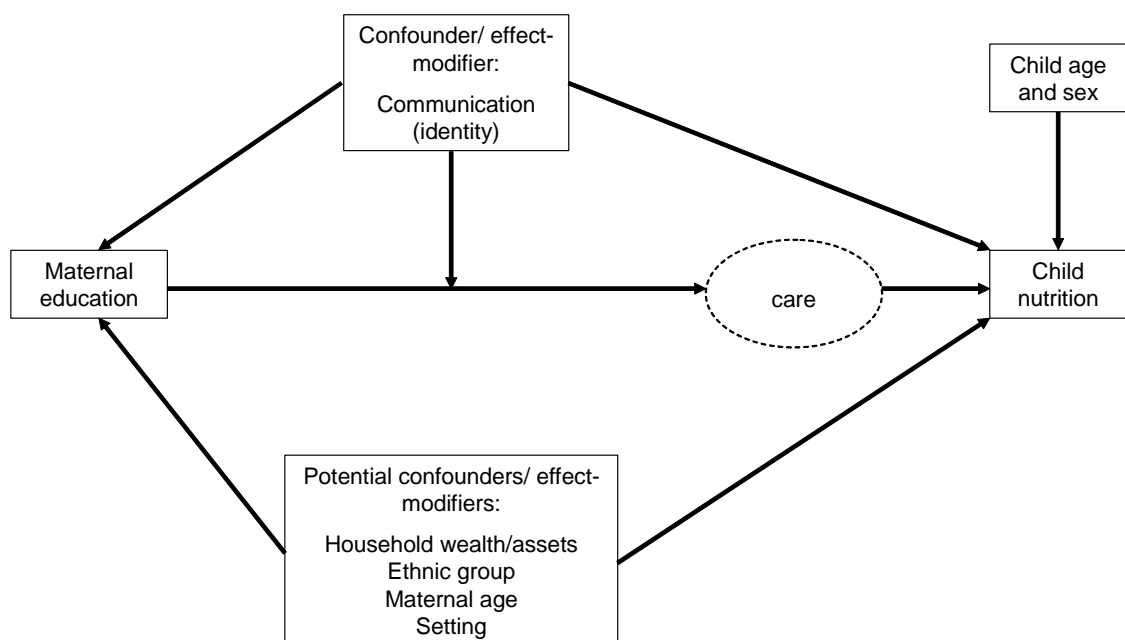 Confounder/ effect-
modifier:
Communication
(identity)
Child age
and sex
Maternal
education
care
Child
nutrition
Potential confounders/ effect-
modifiers:
Household wealth/assets
Ethnic group
Maternal age
Setting